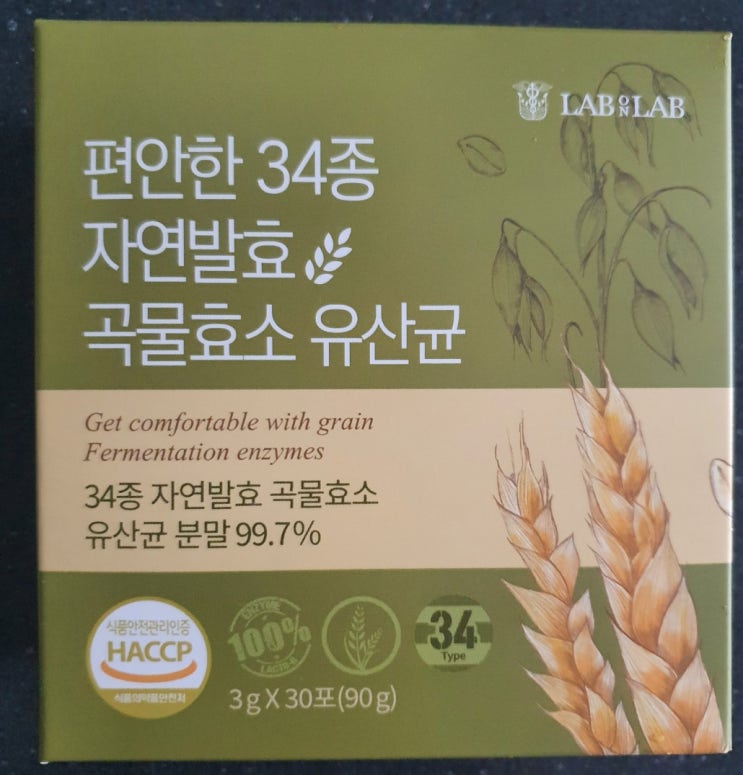 LAB ON LAB
편안한 34종
자연발효
곡물효소 유산균
Get comfortable with grain
Fermentation enzymes
34종 자연발효 곡물효소
유산균 분말 99.7%
식품안전관리인증
HACCP
식품의약품안전처
ENZYME
100%
LACTO-B
34
Type
3g X 30포(90g)